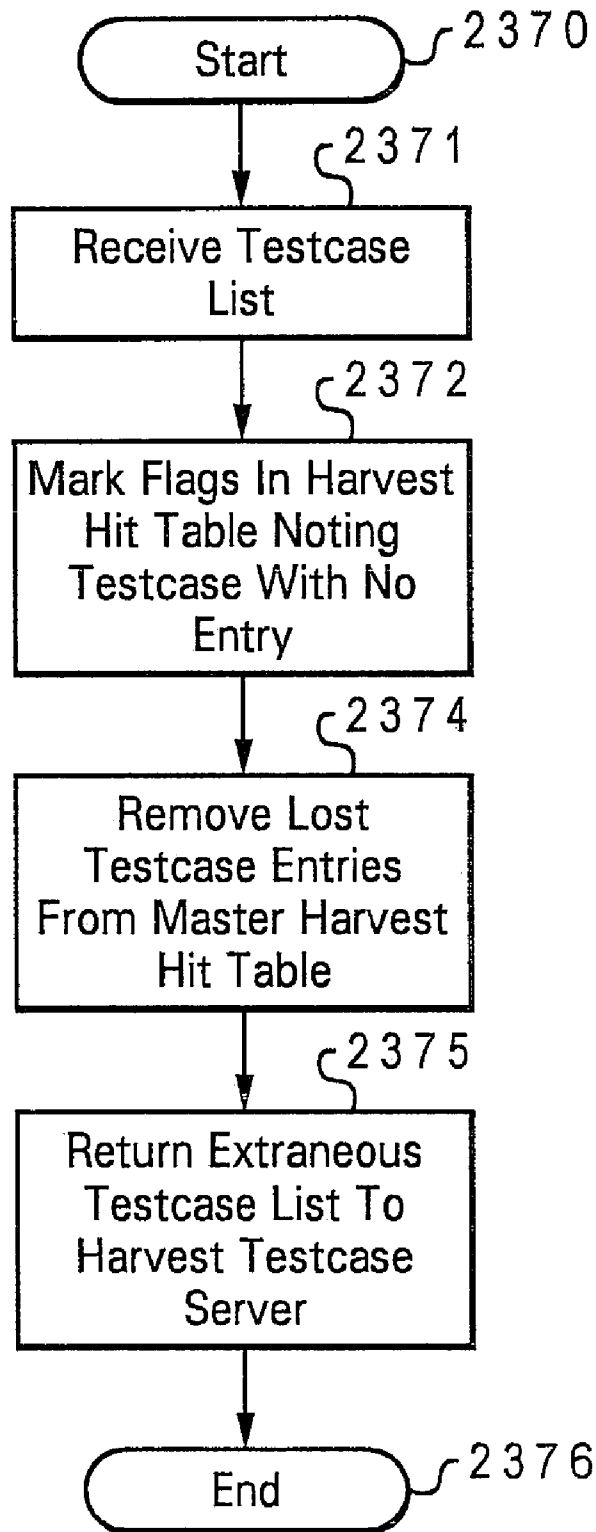 2370
Start
2371
Receive Testcase
List
2372
Mark Flags In Harvest
Hit Table Noting
Testcase With No
Entry
2374
Remove Lost
Testcase Entries
From Master Harvest
Hit Table
2375
Return Extraneous
Testcase List To
Harvest Testcase
Server
End
2376